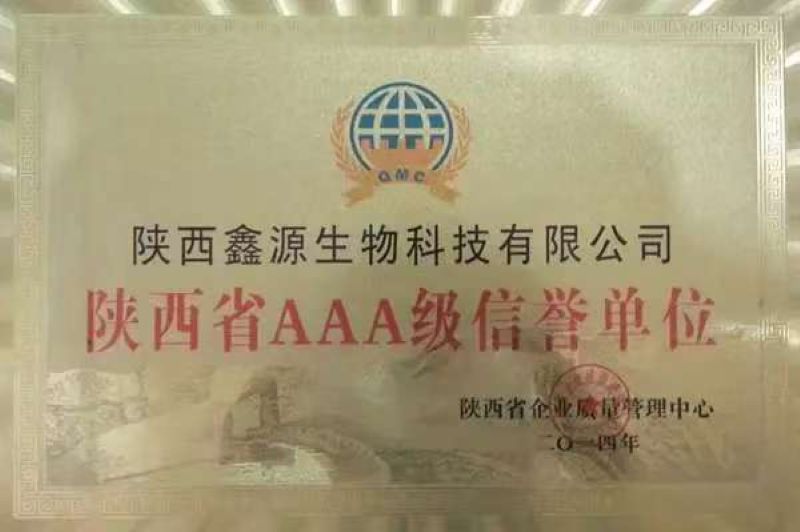 QMC
陕西鑫源生物科技有限公司
陕西省AAA级信誉单位
陕西省企业质量管理中心
二〇一四年